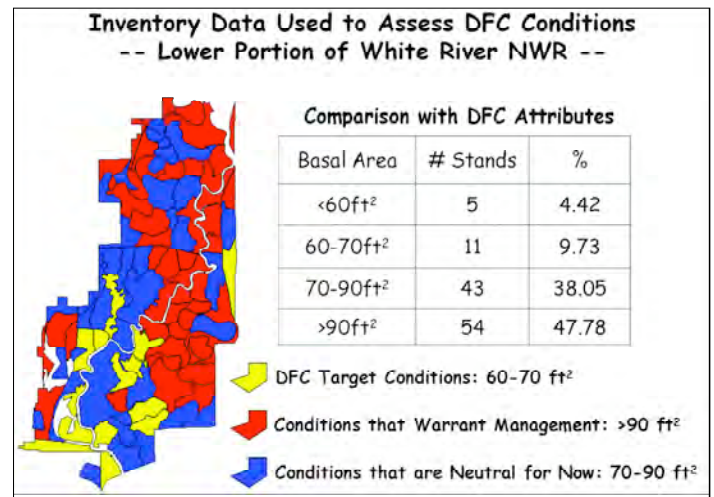 Inventory Data Used to Assess DFC Conditions
-- Lower Portion of White River NWR --
Comparison with DFC Attributes
Basal Area # Stands %
<60ft² 5 4.42
60-70ft² 11 9.73
70-90ft² 43 38.05
>90ft² 54 47.78
DFC Target Conditions: 60-70 ft²
Conditions that Warrant Management: >90 ft²
Conditions that are Neutral for Now: 70-90 ft²